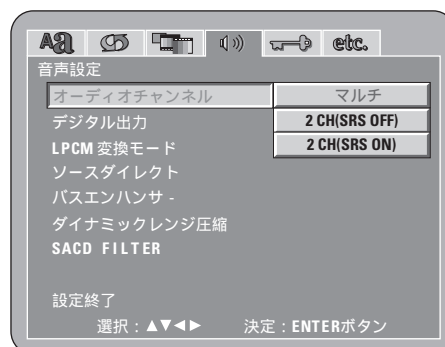 Aあ etc.
音声設定
オーディオチャンネル マルチ
デジタル出力 2 CH(SRS OFF)
LPCM 変換モード 2 CH(SRS ON)
ソースダイレクト
バスエンハンサ -
ダイナミックレンジ圧縮
SACD FILTER
設定終了
選択：▲▼◀▶ 決定：ENTERボタン